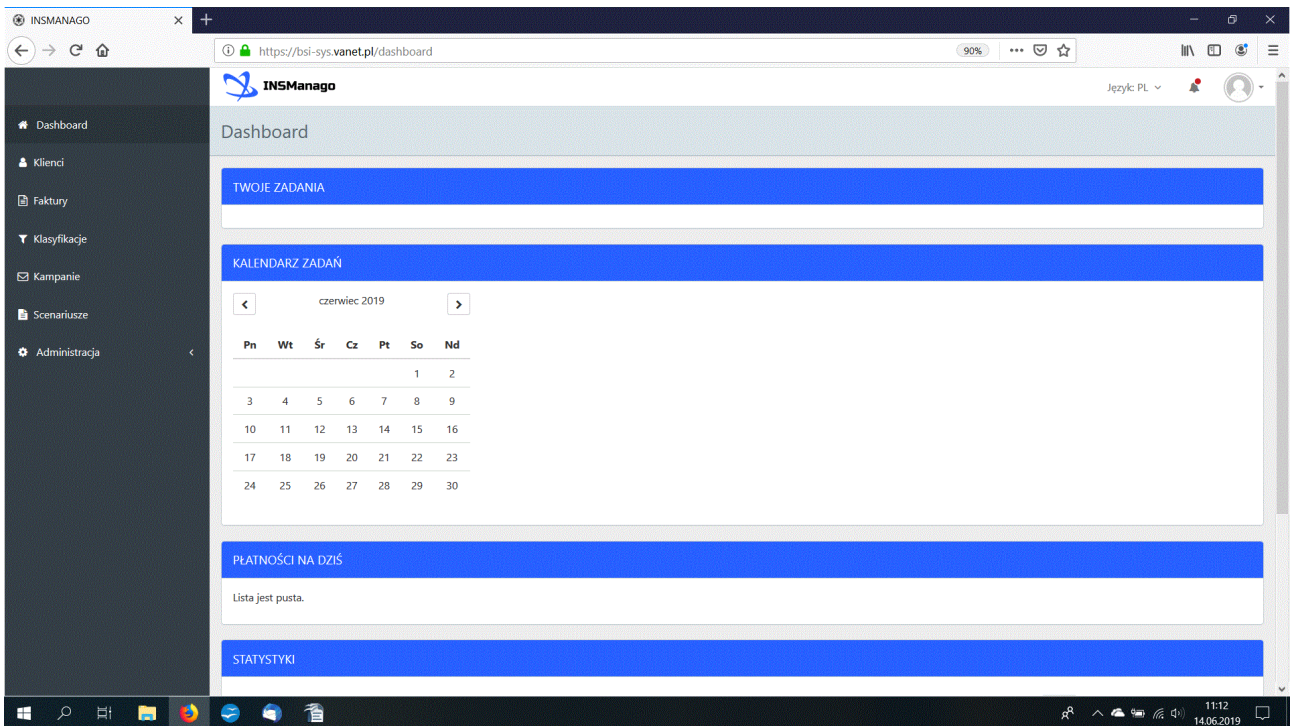 INSMANAGO
https://bsi-sys.vanet.pl/dashboard
90%
INSManago
Język: PL
Dashboard
Klienci
Faktury
Klasyfikacje
Kampanie
Scenariusze
Administracja
Dashboard
TWOJE ZADANIA
KALENDARZ ZADAŃ
czerwiec 2019
Pn Wt Śr Cz Pt So Nd
1 2
3 4 5 6 7 8 9
10 11 12 13 14 15 16
17 18 19 20 21 22 23
24 25 26 27 28 29 30
PŁATNOŚCI NA DZIŚ
Lista jest pusta.
STATYSTYKI
11:12
14.06.2019